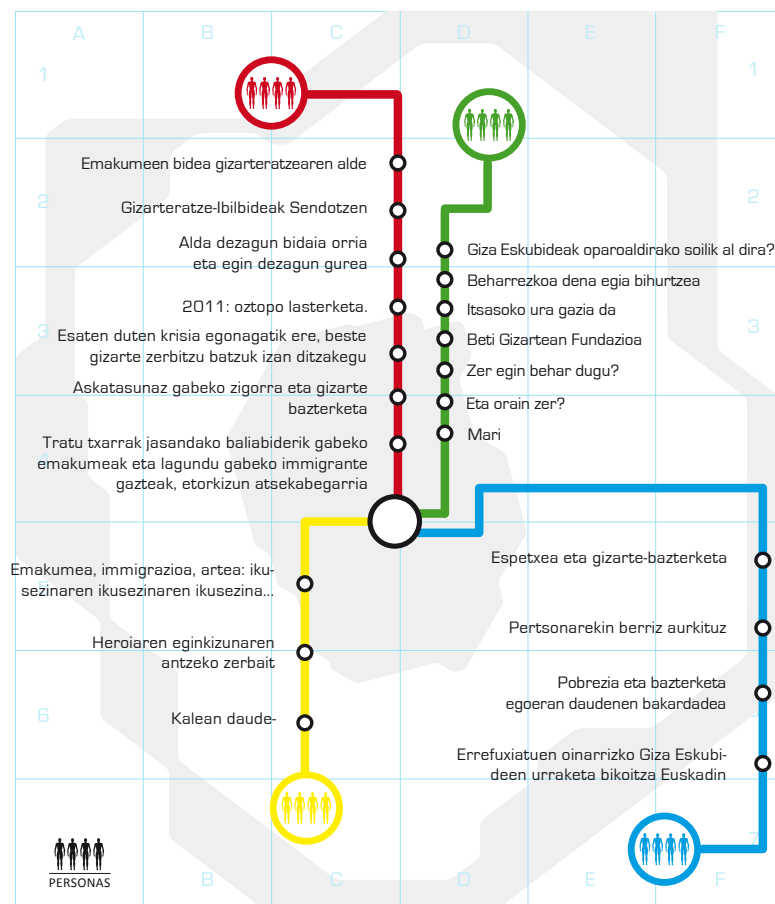 A
B
C
D
E
F
1
1
Emakumeen bidea gizarteratzearen alde
2
2
Gizarteratze-Ibilbideak Sendotzen
Alda dezagun bidaia orria
eta egin dezagun gurea
2011: oztopo lasterketa.
3
Esaten duten krisia egonagatik ere, beste
gizarte zerbitzu batzuk izan ditzakegu
Askatasunaz gabeko zigorra eta gizarte
bazterketa
Tratu txarrak jasandako baliabiderik gabeko
emakumeak eta lagundu gabeko immigrante
gazteak, etorkizun atsekabegarria
4
Giza Eskubideak oparoaldirako soilik al dira?
Beharrezkoa dena egia bihurtzea
Itsasoko ura gazia da
3
Beti Gizartean Fundazioa
Zer egin behar dugu?
Eta orain zer?
Mari
Emakumea, immigrazioa, artea: iku-
sezinaren ikusezinaren ikusezina...
5
Heroiaren eginkizunaren
antzeko zerbait
6
Kalean daude-
Espetxea eta gizarte-bazterketa
Pertsonarekin berriz aurkituz
Pobrezia eta bazterketa
egoeran daudenen bakardadea
Errefuxiatuen oinarrizko Giza Eskubi-
deen urraketa bikoitza Euskadin
7
PERSONAS
B
C
D
E
F